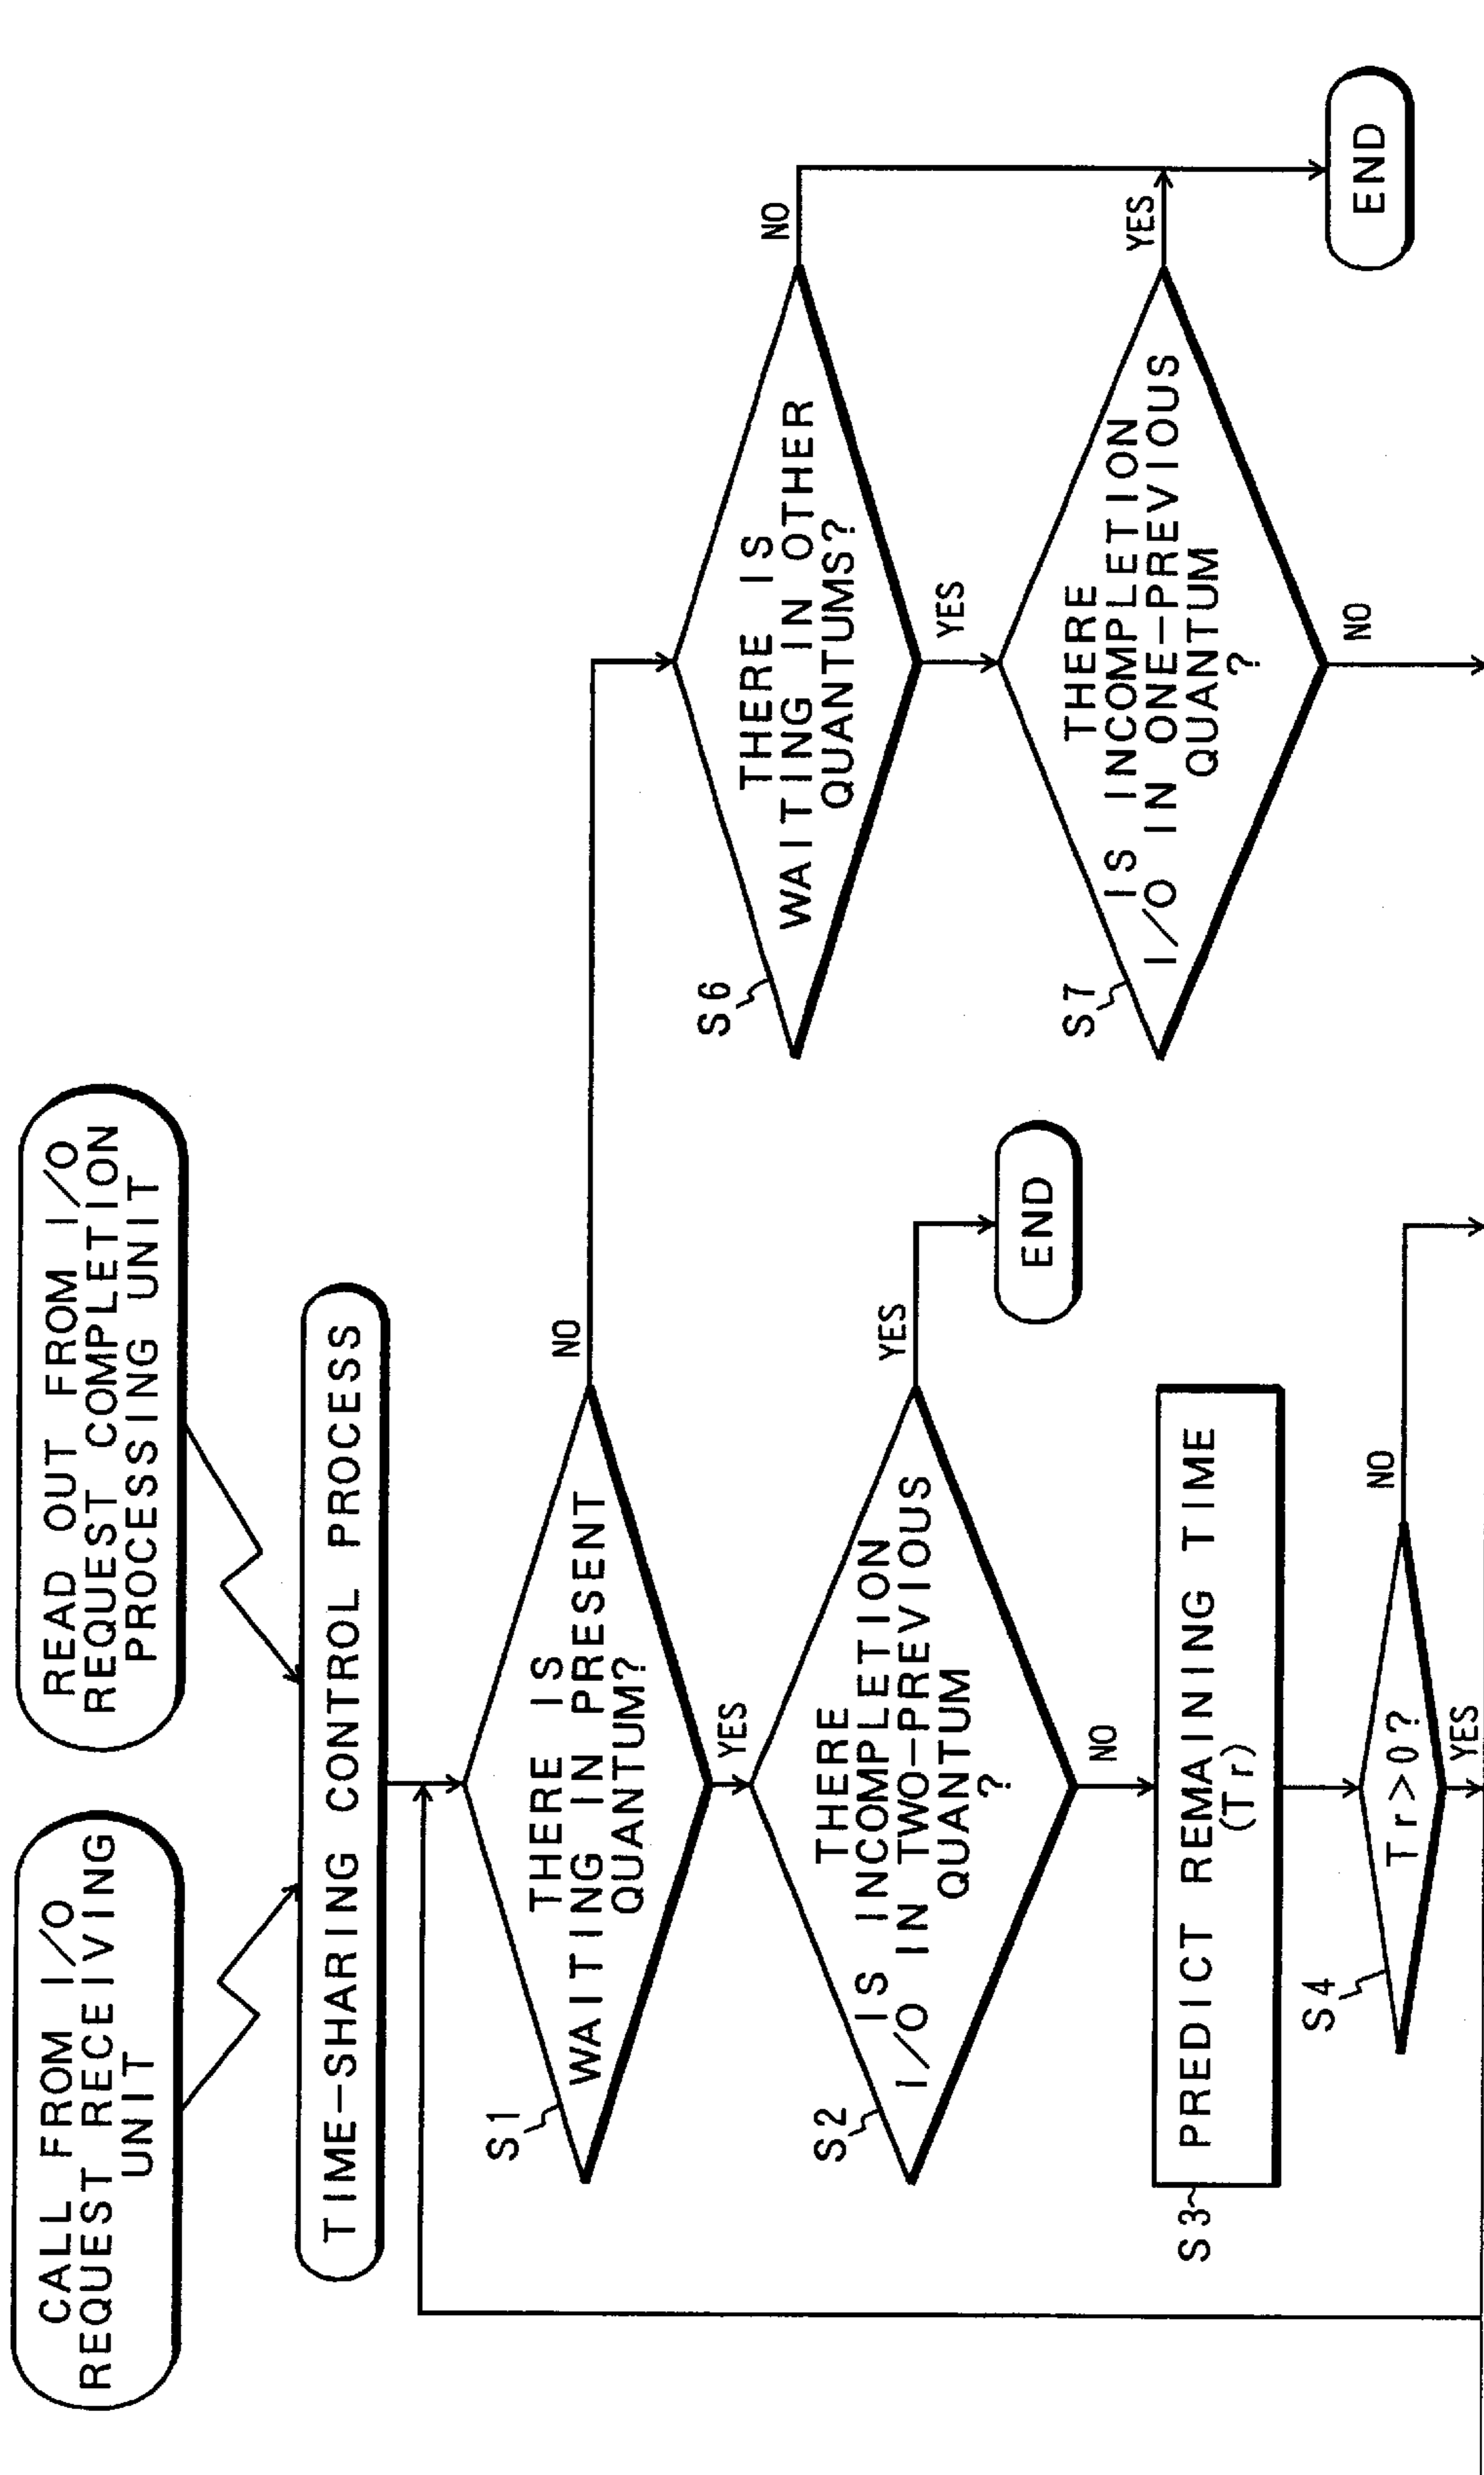 CALL FROM I/O
REQUEST RECEIVING
UNIT
READ OUT FROM I/O
REQUEST COMPLETION
PROCESSING UNIT
TIME-SHARING CONTROL PROCESS
S1
THERE IS
WAITING IN PRESENT
QUANTUM?
NO
YES
S2
THERE
IS INCOMPLETION
I/O IN TWO-PREVIOUS
QUANTUM
?
YES
END
NO
S3
PREDICT REMAINING TIME
(Tr)
S4
Tr>0?
NO
YES
S6
THERE IS
WAITING IN OTHER
QUANTUMS?
NO
YES
S7
THERE
IS INCOMPLETION
I/O IN ONE-PREVIOUS
QUANTUM
?
YES
END
NO